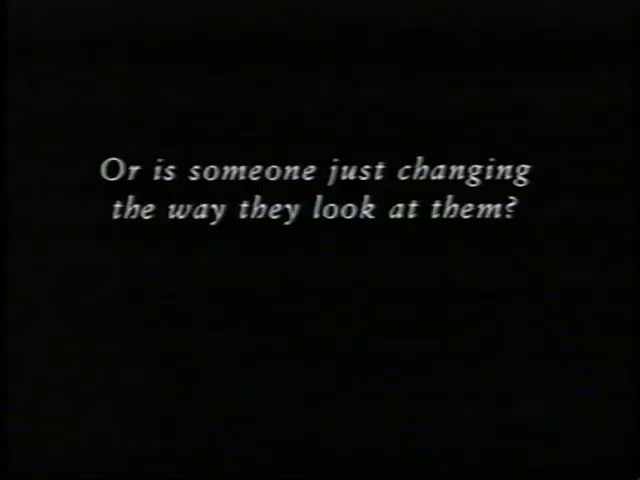 Or is someone just changing
the way they look at them?